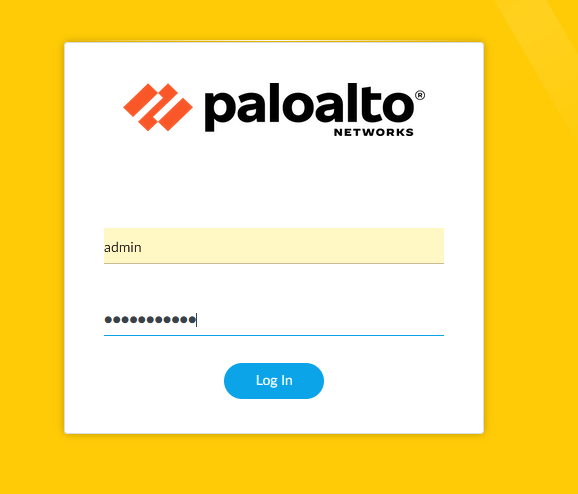 paloalto®
NETWORKS
admin
●●●●●●●●●●●
Log In